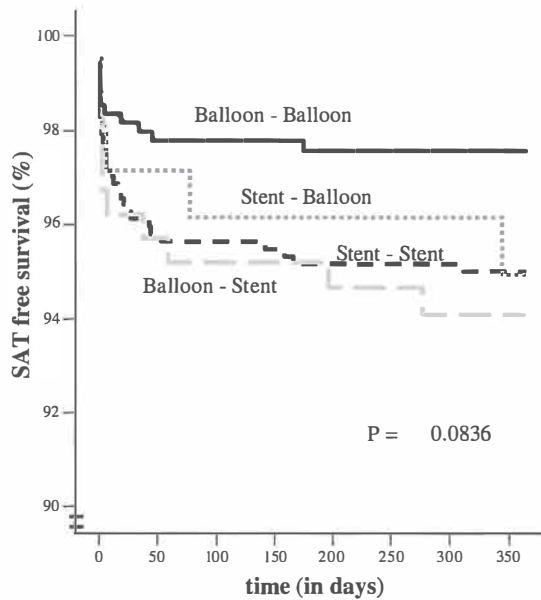 100
98
96
94
92
90
SAT free survival (%)
Balloon - Balloon
Stent - Balloon
Stent - Stent
Balloon - Stent
P = 0.0836
0 50 100 150 200 250 300 350
time (in days)